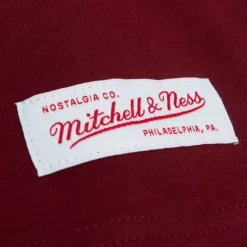 NOSTALGIA CO.
Mitchell & Ness
PHILADELPHIA, PA.